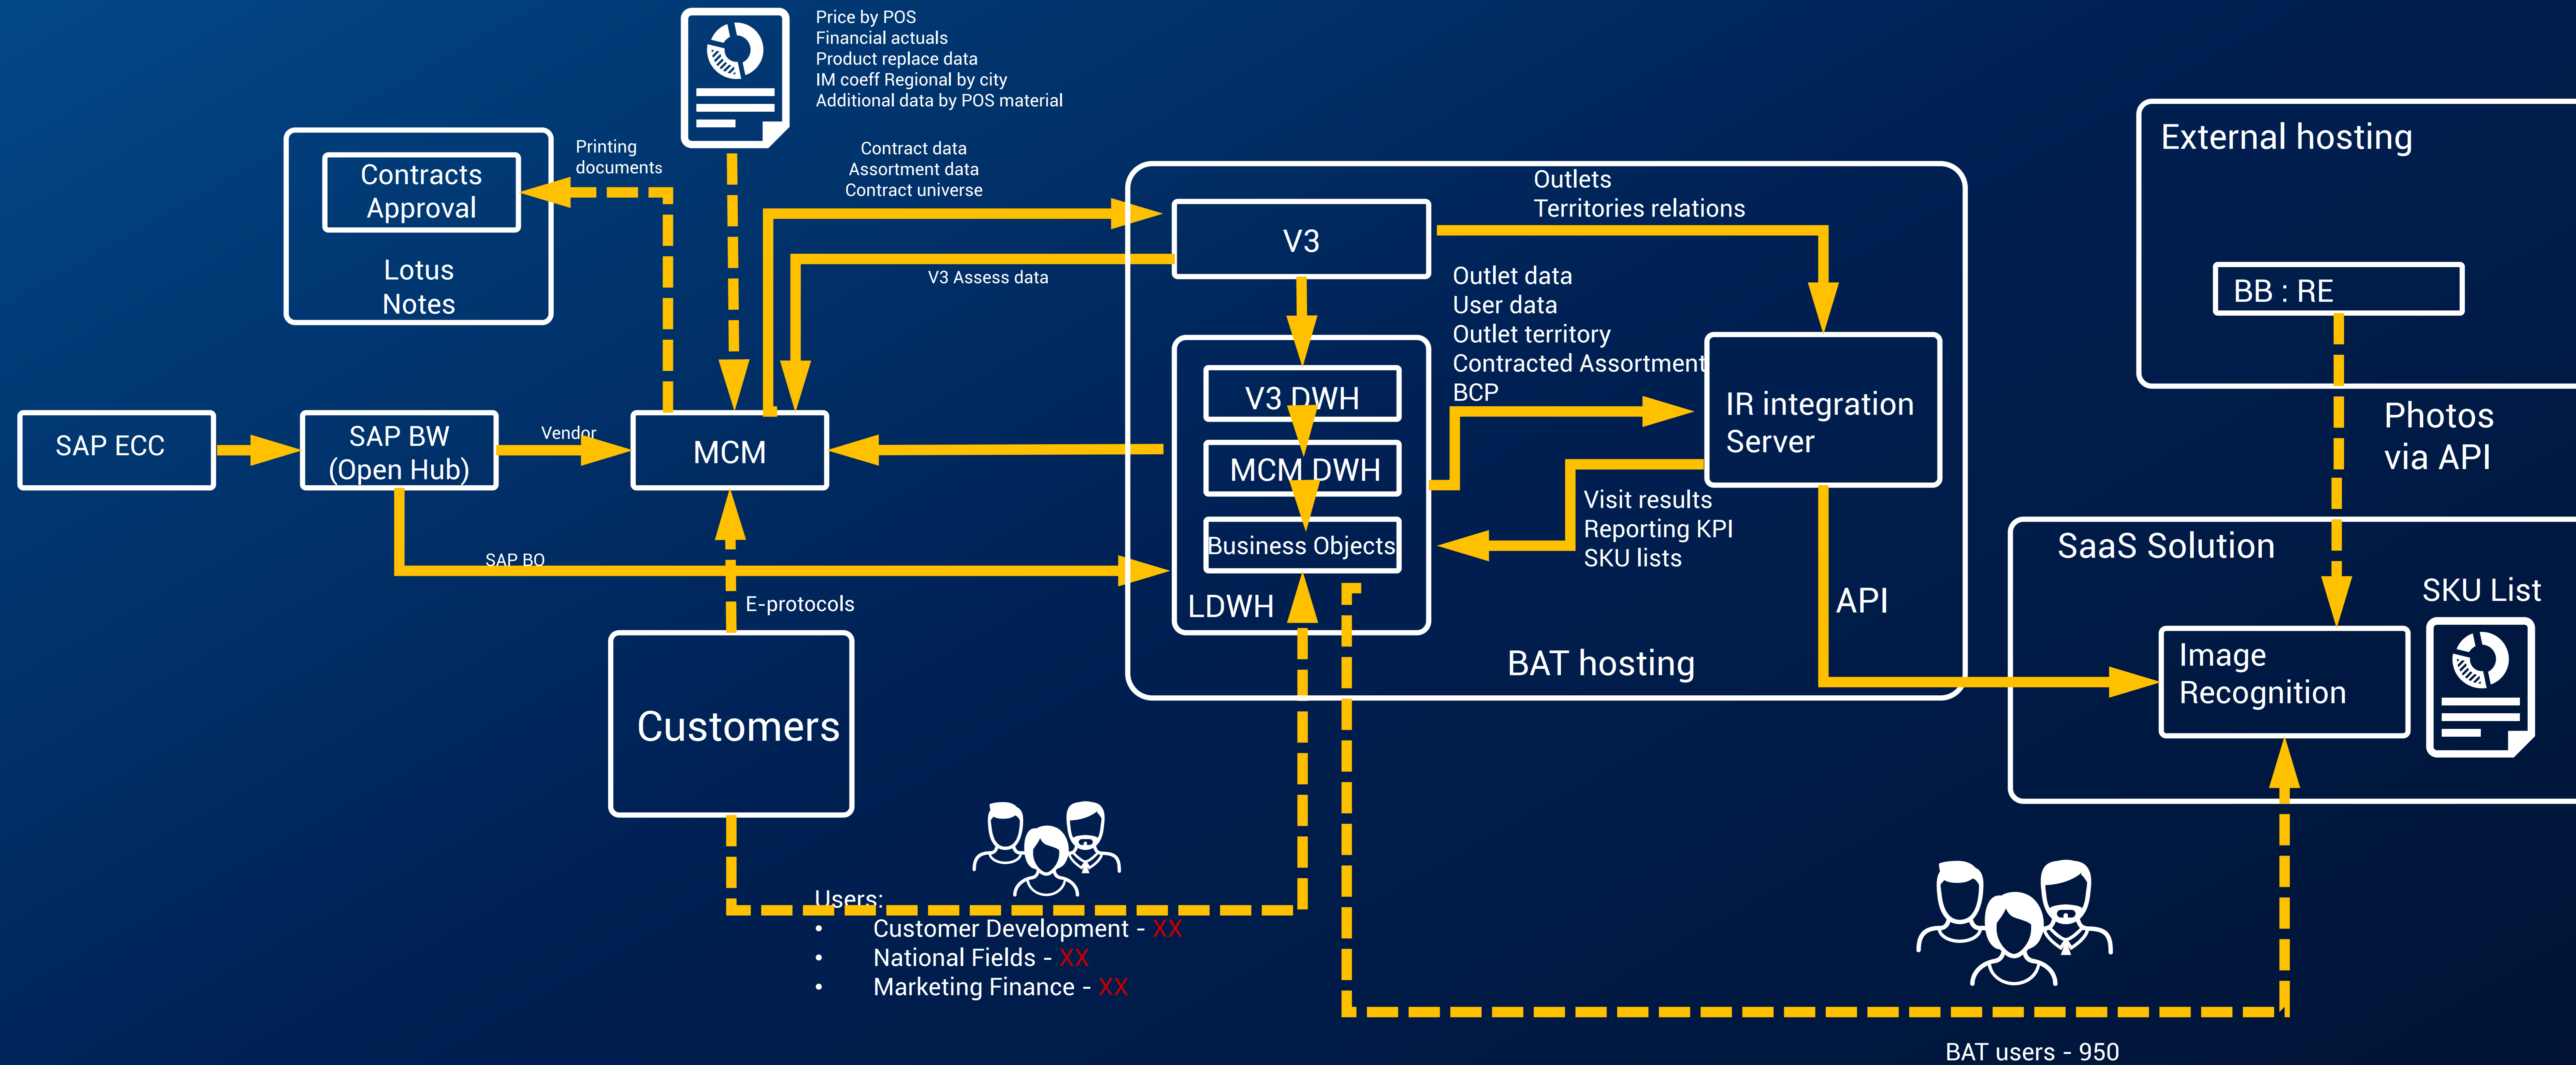 Price by POS
Financial actuals
Product replace data
IM coeff Regional by city
Additional data by POS material
Printing
documents
Contract data
Assortment data
Contract universe
Contracts
Approval
Lotus
Notes
V3 Assess data
SAP ECC
SAP BW
(Open Hub)
Vendor
MCM
SAP BO
E-protocols
Customers
Users:
• Customer Development - XX
• National Fields - XX
• Marketing Finance - XX
V3
Outlets
Territories relations
Outlet data
User data
Outlet territory
Contracted Assortment
BCP
V3 DWH
MCM DWH
Business Objects
LDWH
IR integration
Server
Visit results
Reporting KPI
SKU lists
API
BAT hosting
External hosting
BB : RE
Photos
via API
SaaS Solution
SKU List
Image
Recognition
BAT users - 950